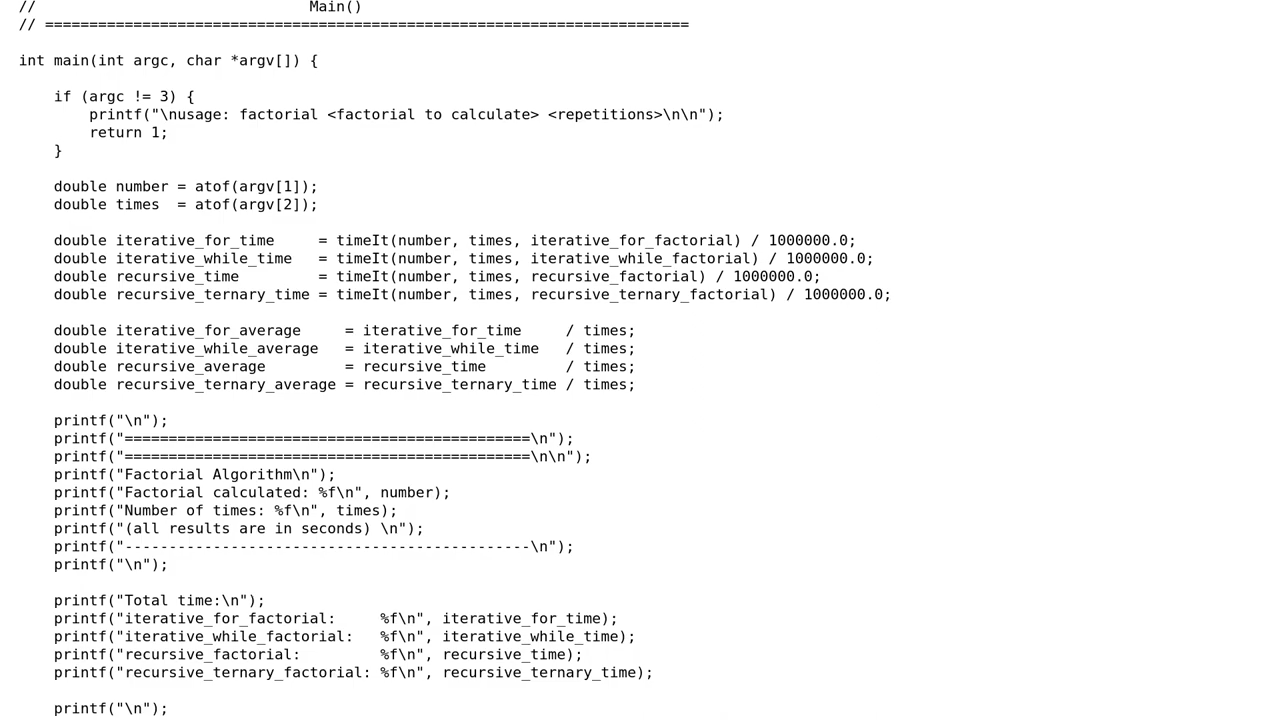 //                               Main()
// =========================================================================

int main(int argc, char *argv[]) {

    if (argc != 3) {
        printf("\nusage: factorial <factorial to calculate> <repetitions>\n\n");
        return 1;
    }

    double number = atof(argv[1]);
    double times  = atof(argv[2]);

    double iterative_for_time     = timeIt(number, times, iterative_for_factorial) / 1000000.0;
    double iterative_while_time   = timeIt(number, times, iterative_while_factorial) / 1000000.0;
    double recursive_time         = timeIt(number, times, recursive_factorial) / 1000000.0;
    double recursive_ternary_time = timeIt(number, times, recursive_ternary_factorial) / 1000000.0;

    double iterative_for_average     = iterative_for_time     / times;
    double iterative_while_average   = iterative_while_time   / times;
    double recursive_average         = recursive_time         / times;
    double recursive_ternary_average = recursive_ternary_time / times;

    printf("\n");
    printf("==============================================\n");
    printf("==============================================\n\n");
    printf("Factorial Algorithm\n");
    printf("Factorial calculated: %f\n", number);
    printf("Number of times: %f\n", times);
    printf("(all results are in seconds) \n");
    printf("----------------------------------------------\n");
    printf("\n");

    printf("Total time:\n");
    printf("iterative_for_factorial:     %f\n", iterative_for_time);
    printf("iterative_while_factorial:   %f\n", iterative_while_time);
    printf("recursive_factorial:         %f\n", recursive_time);
    printf("recursive_ternary_factorial: %f\n", recursive_ternary_time);

    printf("\n");